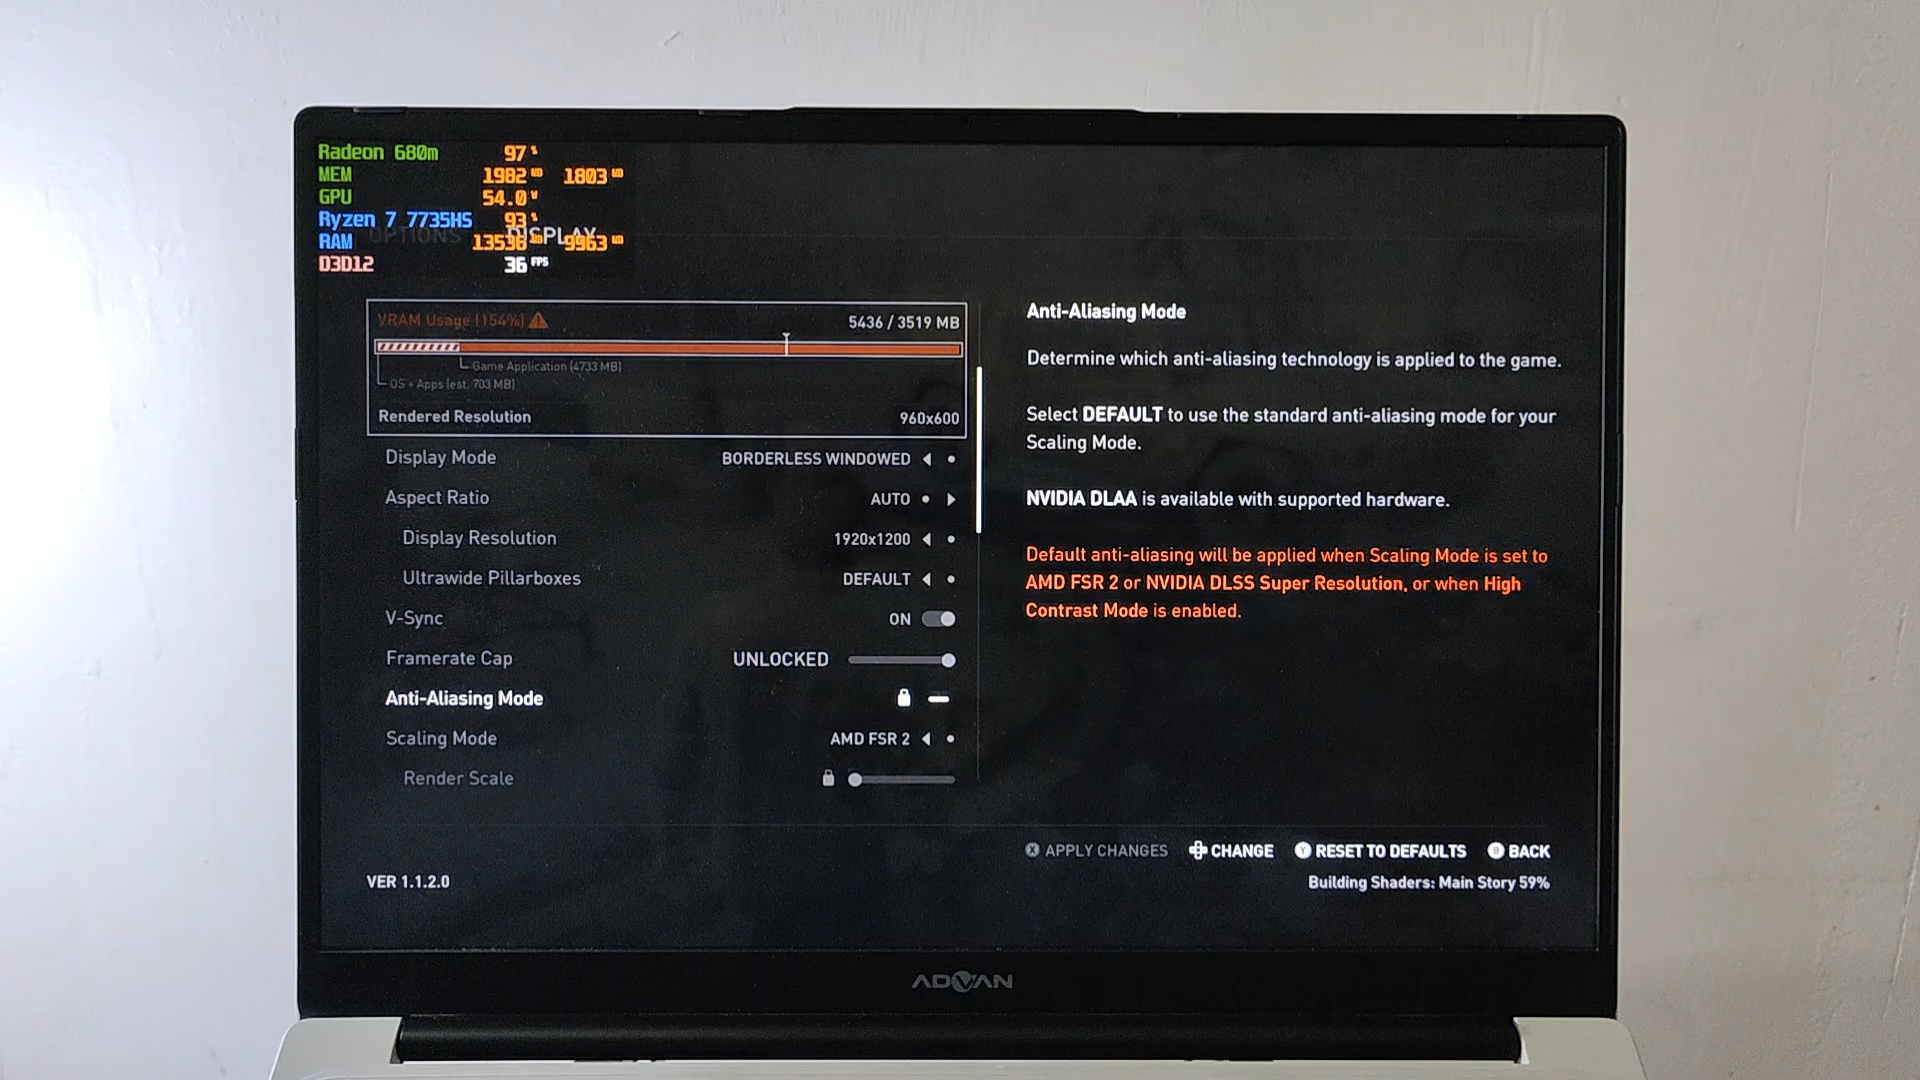 Radeon 680m 97 %
MEM 1982 MB 1803 MB
GPU 54.0 W
Ryzen 7 7735HS 93 %
OPTIONS DISPLAY
RAM 13536 MB 9963 MB
D3D12 36 FPS
VRAM Usage (154%) 5436 / 3519 MB
Game Application (4733 MB)
OS + Apps (est. 703 MB)
Rendered Resolution 960x600
Display Mode BORDERLESS WINDOWED
Aspect Ratio AUTO
Display Resolution 1920x1200
Ultrawide Pillarboxes DEFAULT
V-Sync ON
Framerate Cap UNLOCKED
Anti-Aliasing Mode
Scaling Mode AMD FSR 2
Render Scale
Anti-Aliasing Mode
Determine which anti-aliasing technology is applied to the game.
Select DEFAULT to use the standard anti-aliasing mode for your
Scaling Mode.
NVIDIA DLAA is available with supported hardware.
Default anti-aliasing will be applied when Scaling Mode is set to
AMD FSR 2 or NVIDIA DLSS Super Resolution, or when High
Contrast Mode is enabled.
X APPLY CHANGES CHANGE Y RESET TO DEFAULTS B BACK
VER 1.1.2.0
Building Shaders: Main Story 59%
ADVAN